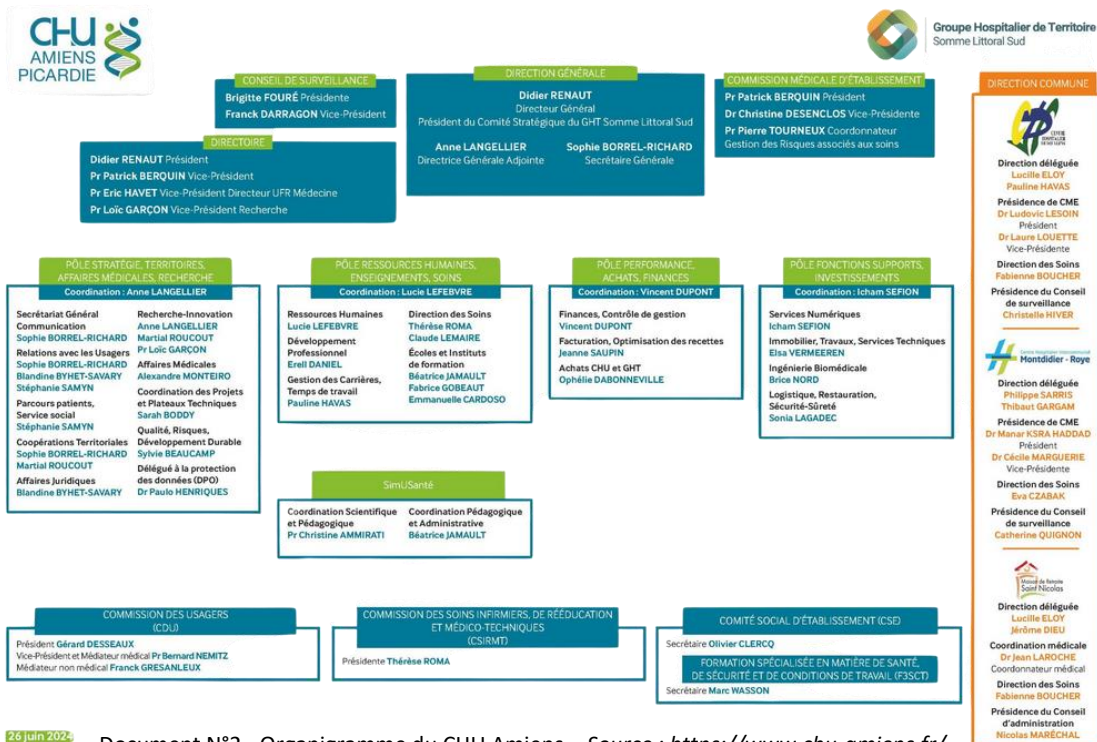 CHU
AMIENS
PICARDIE
Groupe Hospitalier de Territoire
Somme Littoral Sud
CONSEIL DE SURVEILLANCE
Brigitte FOURÉ Présidente
Franck DARRAGON Vice-Président
DIRECTOIRE
Didier RENAUT Président
Pr Patrick BERQUIN Vice-Président
Pr Eric HAVET Vice-Président Directeur UFR Médecine
Pr Loïc GARÇON Vice-Président Recherche
DIRECTION GÉNÉRALE
Didier RENAUT
Directeur Général
Président du Comité Stratégique du GHT Somme Littoral Sud
Anne LANGELLIER
Directrice Générale Adjointe
Sophie BORREL-RICHARD
Secrétaire Générale
COMMISSION MÉDICALE D'ÉTABLISSEMENT
Pr Patrick BERQUIN Président
Dr Christine DESENCLOS Vice-Présidente
Pr Pierre TOURNEUX Coordonnateur
Gestion des Risques associés aux soins
PÔLE STRATÉGIE, TERRITOIRES,
AFFAIRES MÉDICALES, RECHERCHE
Coordination : Anne LANGELLIER
Secrétariat Général
Communication
Sophie BORREL-RICHARD
Relations avec les Usagers
Sophie BORREL-RICHARD
Blandine BYHET-SAVARY
Stéphanie SAMYN
Parcours patients,
Service social
Stéphanie SAMYN
Coopérations Territoriales
Sophie BORREL-RICHARD
Martial ROUCOUT
Affaires Juridiques
Blandine BYHET-SAVARY
Recherche-Innovation
Anne LANGELLIER
Martial ROUCOUT
Pr Loïc GARÇON
Affaires Médicales
Alexandre MONTEIRO
Coordination des Projets
et Plateaux Techniques
Sarah BODDY
Qualité, Risques,
Développement Durable
Sylvie BEAUCAMP
Délégué à la protection
des données (DPO)
Dr Paulo HENRIQUES
PÔLE RESSOURCES HUMAINES,
ENSEIGNEMENTS, SOINS
Coordination : Lucie LEFEBVRE
Ressources Humaines
Lucie LEFEBVRE
Développement
Professionnel
Erell DANIEL
Gestion des Carrières,
Temps de travail
Pauline HAVAS
Direction des Soins
Thérèse ROMA
Claude LEMAIRE
Écoles et Instituts
de formation
Béatrice JAMAULT
Fabrice GOBEAUT
Emmanuelle CARDOSO
PÔLE PERFORMANCE,
ACHATS, FINANCES
Coordination : Vincent DUPONT
Finances, Contrôle de gestion
Vincent DUPONT
Facturation, Optimisation des recettes
Jeanne SAUPIN
Achats CHU et GHT
Ophélie DABONNEVILLE
PÔLE FONCTIONS SUPPORTS,
INVESTISSEMENTS
Coordination : Icham SEFION
Services Numériques
Icham SEFION
Immobilier, Travaux, Services Techniques
Elsa VERMEEREN
Ingénierie Biomédicale
Brice NORD
Logistique, Restauration,
Sécurité-Sûreté
Sonia LAGADEC
SimUSanté
Coordination Scientifique
et Pédagogique
Pr Christine AMMIRATI
Coordination Pédagogique
et Administrative
Béatrice JAMAULT
COMMISSION DES USAGERS
(CDU)
Président Gérard DESSEAUX
Vice-Président et Médiateur médical Pr Bernard NEMITZ
Médiateur non médical Franck GRESANLEUX
COMMISSION DES SOINS INFIRMIERS, DE RÉÉDUCATION
ET MÉDICO-TECHNIQUES
(CSIRMT)
Présidente Thérèse ROMA
COMITÉ SOCIAL D'ÉTABLISSEMENT (CSE)
Secrétaire Olivier CLERCQ
FORMATION SPÉCIALISÉE EN MATIÈRE DE SANTÉ,
DE SÉCURITÉ ET DE CONDITIONS DE TRAVAIL (F3SCT)
Secrétaire Marc WASSON
DIRECTION COMMUNE
Direction déléguée
Lucille ELOY
Pauline HAVAS
Présidence de CME
Dr Ludovic LESOIN
Président
Dr Laure LOUETTE
Vice-Présidente
Direction des Soins
Fabienne BOUCHER
Présidence du Conseil
de surveillance
Christelle HIVER
Centre Hospitalier Intercommunal
Montdidier - Roye
Direction déléguée
Philippe SARRIS
Thibaut GARGAM
Présidence de CME
Dr Manar KSRA HADDAD
Président
Dr Cécile MARGUERIE
Vice-Présidente
Direction des Soins
Eva CZABAK
Présidence du Conseil
de surveillance
Catherine QUIGNON
Maison de Retraite
Saint Nicolas
Direction déléguée
Lucille ELOY
Jérôme DIEU
Coordination médicale
Dr Jean LAROCHE
Coordonnateur médical
Direction des Soins
Fabienne BOUCHER
Présidence du Conseil
d'administration
Nicolas MARÉCHAL
26 juin 2024
Document N°2 - Organigramme du CHU Amiens – Source : https://www.chu-amiens.fr/